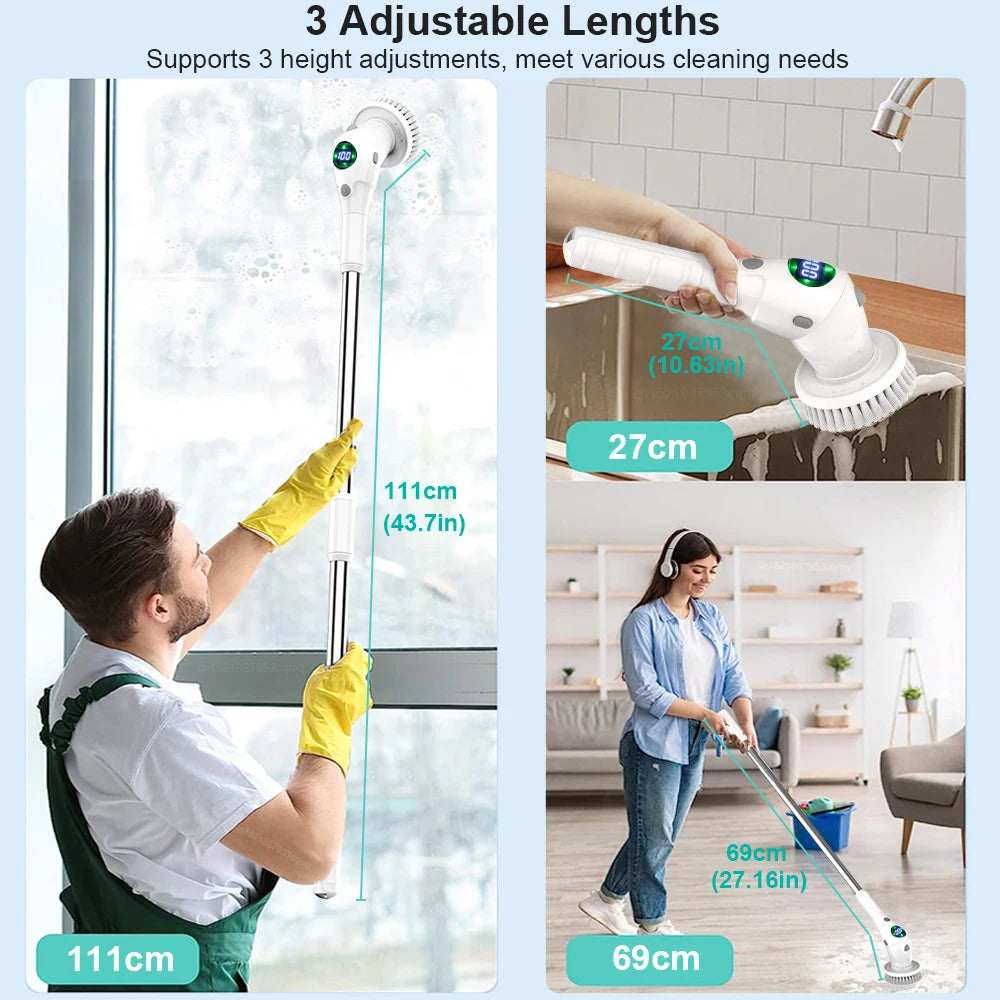 3 Adjustable Lengths
Supports 3 height adjustments, meet various cleaning needs
100
111cm
(43.7in)
111cm
27cm
(10.63in)
27cm
69cm
(27.16in)
69cm